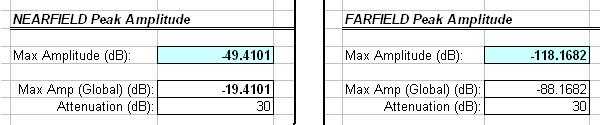 NEARFIELD Peak Amplitude
Max Amplitude (dB): -49.4101
Max Amp (Global) (dB): -19.4101
Attenuation (dB): 30
FARFIELD Peak Amplitude
Max Amplitude (dB): -118.1682
Max Amp (Global) (dB): -88.1682
Attenuation (dB): 30